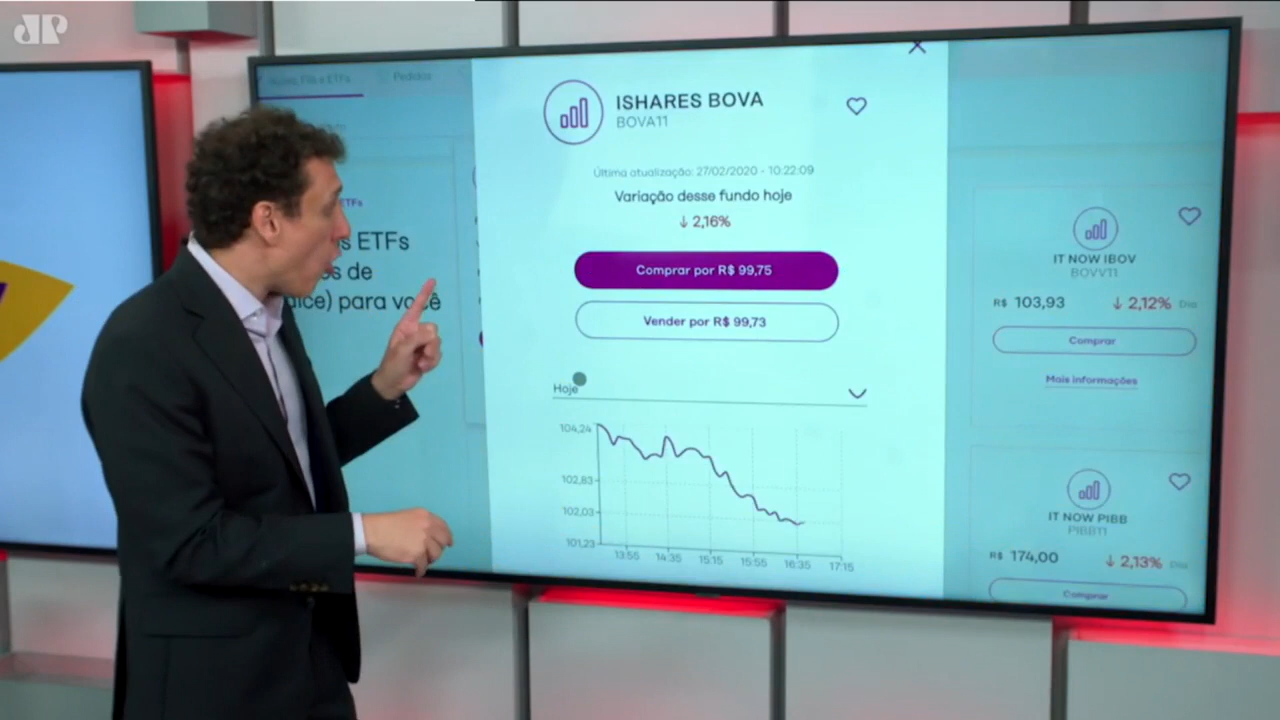 JP
Pedidos
ETFs
s ETFs
s de
para você
ISHARES BOVA
BOVA11
Última atualização: 27/02/2020 - 10:22:09
Variação desse fundo hoje
↓ 2,16%
Comprar por R$ 99,75
Vender por R$ 99,73
Hoje
104,24
102,83
102,03
101,23
13:55 14:35 15:15 15:55 16:35 17:15
IT NOW IBOV
BOVV11
R$ 103,93 ↓ 2,12% Dia
Comprar
Mais informações
IT NOW PIBB
PIBB11
R$ 174,00 ↓ 2,13% Dia
Comprar